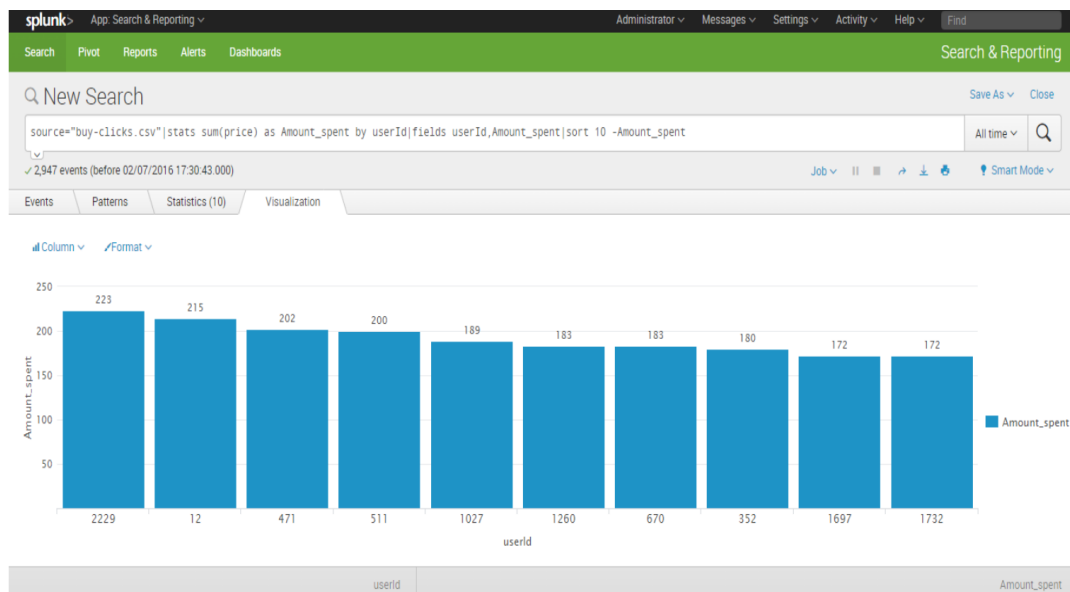 splunk> App: Search & Reporting Administrator Messages Settings Activity Help Find
Search Pivot Reports Alerts Dashboards Search & Reporting
New Search Save As Close
source="buy-clicks.csv"|stats sum(price) as Amount_spent by userId|fields userId,Amount_spent|sort 10 -Amount_spent All time
2,947 events (before 02/07/2016 17:30:43.000) Job Smart Mode
Events Patterns Statistics (10) Visualization
Column Format
250
223 215 202 200 189 183 183 180 172 172
200
150
100
50
Amount_spent
Amount_spent
2229 12 471 511 1027 1260 670 352 1697 1732
userId
userId Amount_spent